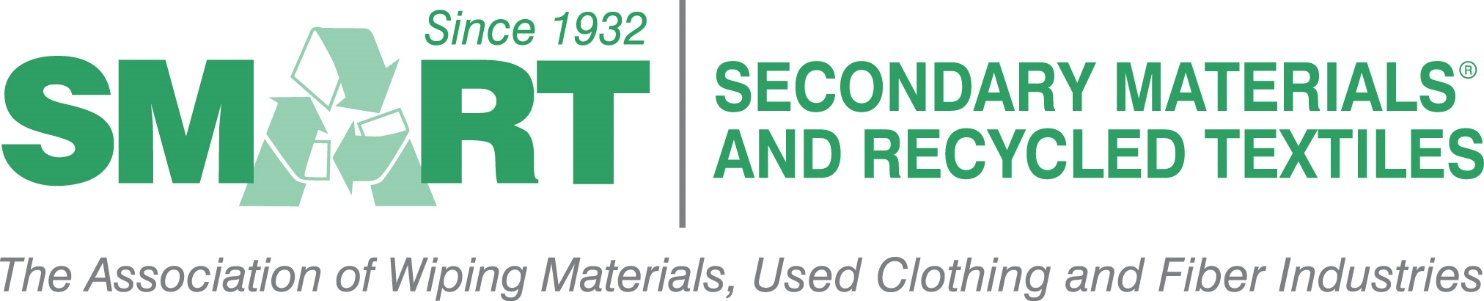 Since 1932
SMART
SECONDARY MATERIALS®
AND RECYCLED TEXTILES
The Association of Wiping Materials, Used Clothing and Fiber Industries